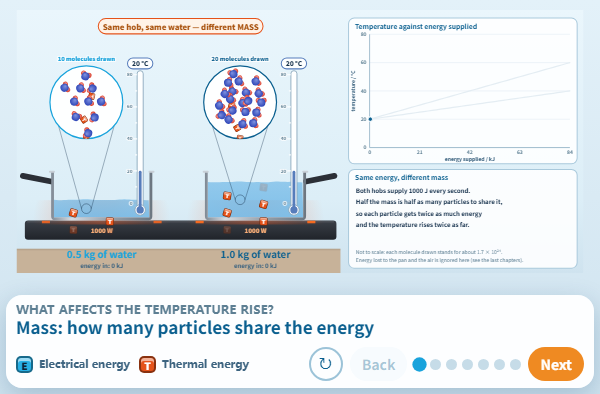 Same hob, same water — different MASS
10 molecules drawn
20 °C
80
60
40
20
0
1000 W
0.5 kg of water
energy in: 0 kJ
20 molecules drawn
20 °C
80
60
40
20
0
1000 W
1.0 kg of water
energy in: 0 kJ
Temperature against energy supplied
temperature / °C
80
60
40
20
0
0
21
42
63
84
energy supplied / kJ
Same energy, different mass
Both hobs supply 1000 J every second.
Half the mass is half as many particles to share it,
so each particle gets twice as much energy
and the temperature rises twice as far.
Not to scale: each molecule drawn stands for about 1.7 ×
Energy lost to the pan and the air is ignored here (see the last chapters).
WHAT AFFECTS THE TEMPERATURE RISE?
Mass: how many particles share the energy
E Electrical energy T Thermal energy
↻ Back Next